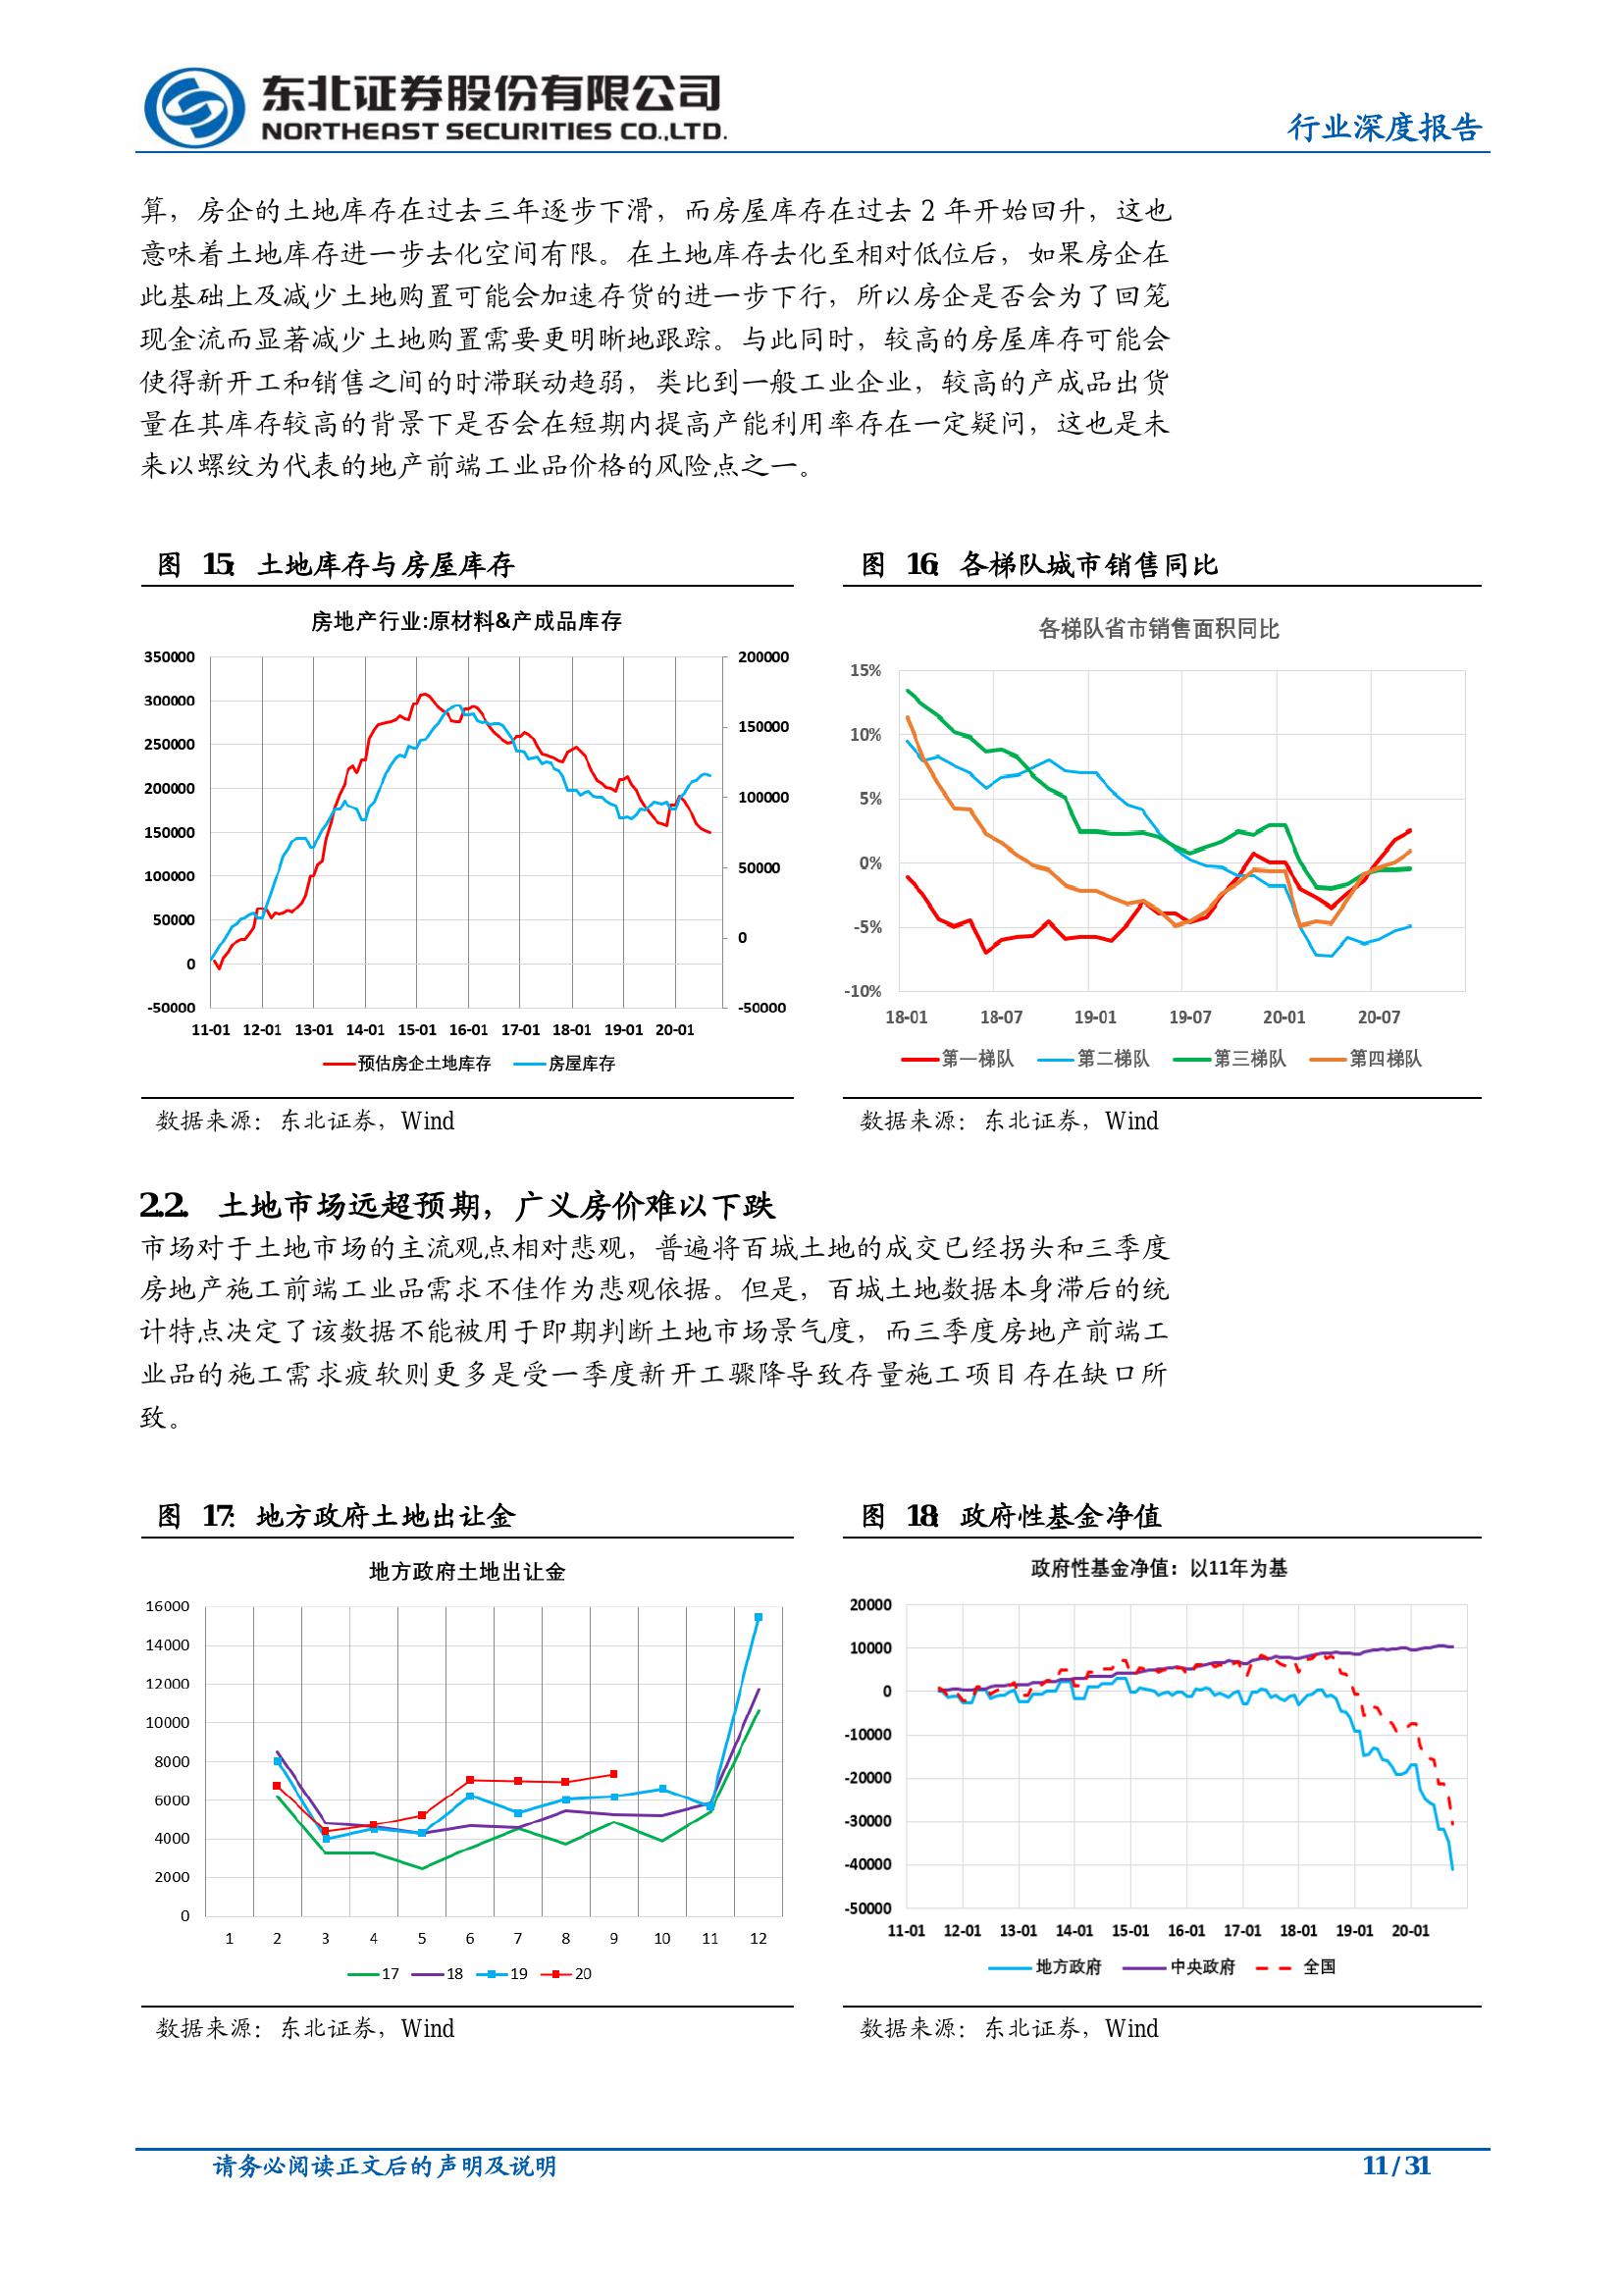 东北证券股份有限公司
NORTHEAST SECURITIES CO.,LTD.
行业深度报告
算，房企的土地库存在过去三年逐步下滑，而房屋库存在过去 2 年开始回升，这也
意味着土地库存进一步去化空间有限。在土地库存去化至相对低位后，如果房企在
此基础上及减少土地购置可能会加速存货的进一步下行，所以房企是否会为了回笼
现金流而显著减少土地购置需要更明晰地跟踪。与此同时，较高的房屋库存可能会
使得新开工和销售之间的时滞联动趋弱，类比到一般工业企业，较高的产成品出货
量在其库存较高的背景下是否会在短期内提高产能利用率存在一定疑问，这也是未
来以螺纹为代表的地产前端工业品价格的风险点之一。
图 15：土地库存与房屋库存
房地产行业:原材料&产成品库存
350000
300000
250000
200000
150000
100000
50000
0
-50000
200000
150000
100000
50000
0
-50000
11-01 12-01 13-01 14-01 15-01 16-01 17-01 18-01 19-01 20-01
预估房企土地库存 房屋库存
数据来源：东北证券，Wind
图 16：各梯队城市销售同比
各梯队省市销售面积同比
15%
10%
5%
0%
-5%
-10%
18-01 18-07 19-01 19-07 20-01 20-07
第一梯队 第二梯队 第三梯队 第四梯队
数据来源：东北证券，Wind
2.2. 土地市场远超预期，广义房价难以下跌
市场对于土地市场的主流观点相对悲观，普遍将百城土地的成交已经拐头和三季度
房地产施工前端工业品需求不佳作为悲观依据。但是，百城土地数据本身滞后的统
计特点决定了该数据不能被用于即期判断土地市场景气度，而三季度房地产前端工
业品的施工需求疲软则更多是受一季度新开工骤降导致存量施工项目存在缺口所
致。
图 17：地方政府土地出让金
地方政府土地出让金
16000
14000
12000
10000
8000
6000
4000
2000
0
1 2 3 4 5 6 7 8 9 10 11 12
17 18 19 20
数据来源：东北证券，Wind
图 18：政府性基金净值
政府性基金净值：以11年为基
20000
10000
0
-10000
-20000
-30000
-40000
-50000
11-01 12-01 13-01 14-01 15-01 16-01 17-01 18-01 19-01 20-01
地方政府 中央政府 全国
数据来源：东北证券，Wind
请务必阅读正文后的声明及说明
11 / 31